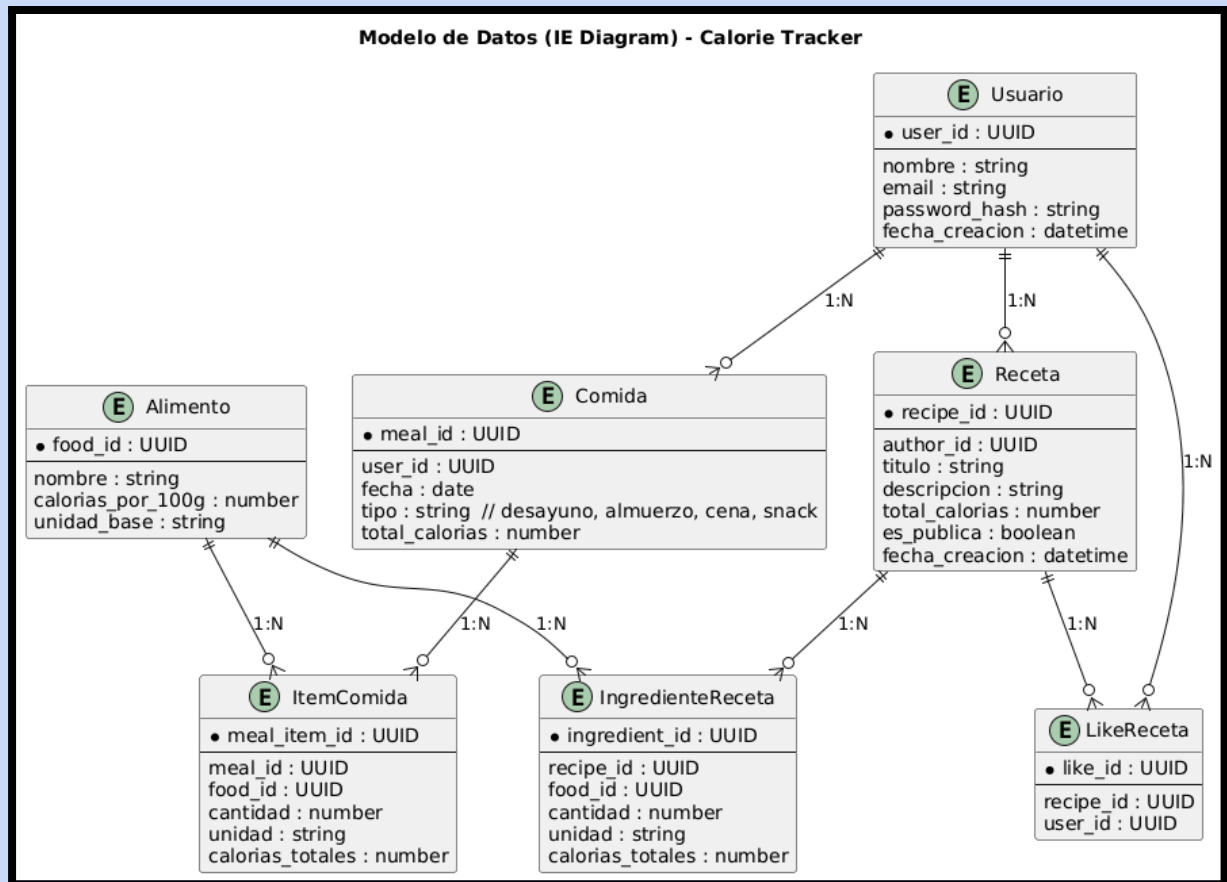 Modelo de Datos (IE Diagram) - Calorie Tracker
E Usuario
user_id : UUID
nombre : string
email : string
password_hash : string
fecha_creacion : datetime
1:N
1:N
1:N
E Alimento
food_id : UUID
nombre : string
calorias_por_100g : number
unidad_base : string
E Comida
meal_id : UUID
user_id : UUID
fecha : date
tipo : string // desayuno, almuerzo, cena, snack
total_calorias : number
E Receta
recipe_id : UUID
author_id : UUID
titulo : string
descripcion : string
total_calorias : number
es_publica : boolean
fecha_creacion : datetime
1:N
1:N
1:N
1:N
1:N
E ItemComida
meal_item_id : UUID
meal_id : UUID
food_id : UUID
cantidad : number
unidad : string
calorias_totales : number
E IngredienteReceta
ingredient_id : UUID
recipe_id : UUID
food_id : UUID
cantidad : number
unidad : string
calorias_totales : number
E LikeReceta
like_id : UUID
recipe_id : UUID
user_id : UUID